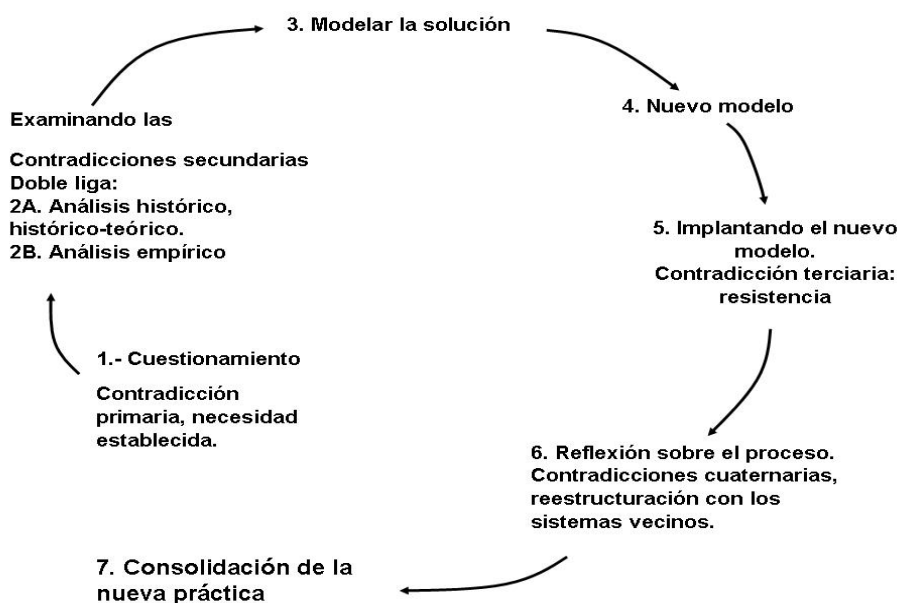 3. Modelar la solución
4. Nuevo modelo
Examinando las
Contradicciones secundarias
Doble liga:
2A. Análisis histórico,
histórico-teórico.
2B. Análisis empírico
5. Implantando el nuevo
modelo.
Contradicción terciaria:
resistencia
1.- Cuestionamiento
Contradicción
primaria, necesidad
establecida.
6. Reflexión sobre el proceso.
Contradicciones cuaternarias,
reestructuración con los
sistemas vecinos.
7. Consolidación de la
nueva práctica